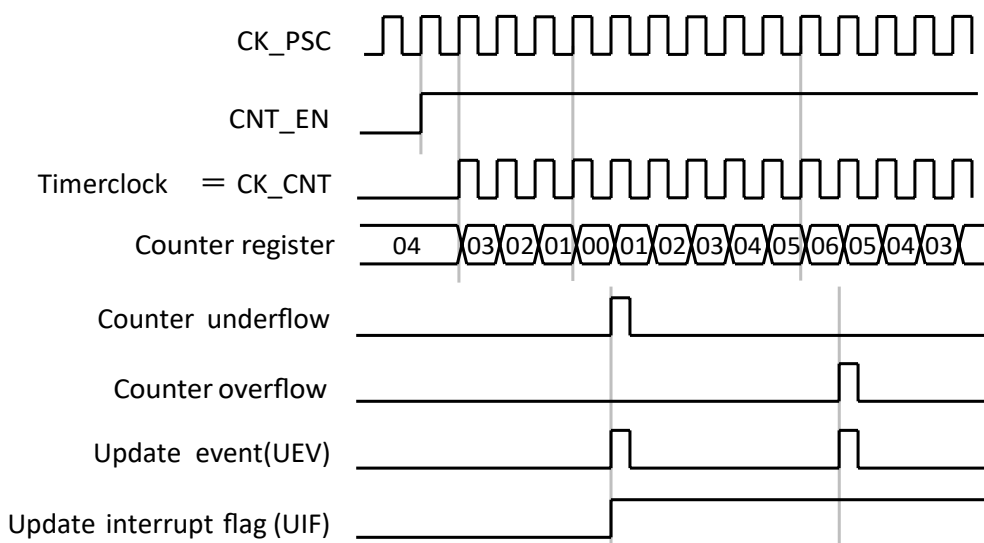 CK_PSC
CNT_EN
Timerclock = CK_CNT
Counter register 04 03 02 01 00 01 02 03 04 05 06 05 04 03
Counter underflow
Counter overflow
Update event(UEV)
Update interrupt flag (UIF)